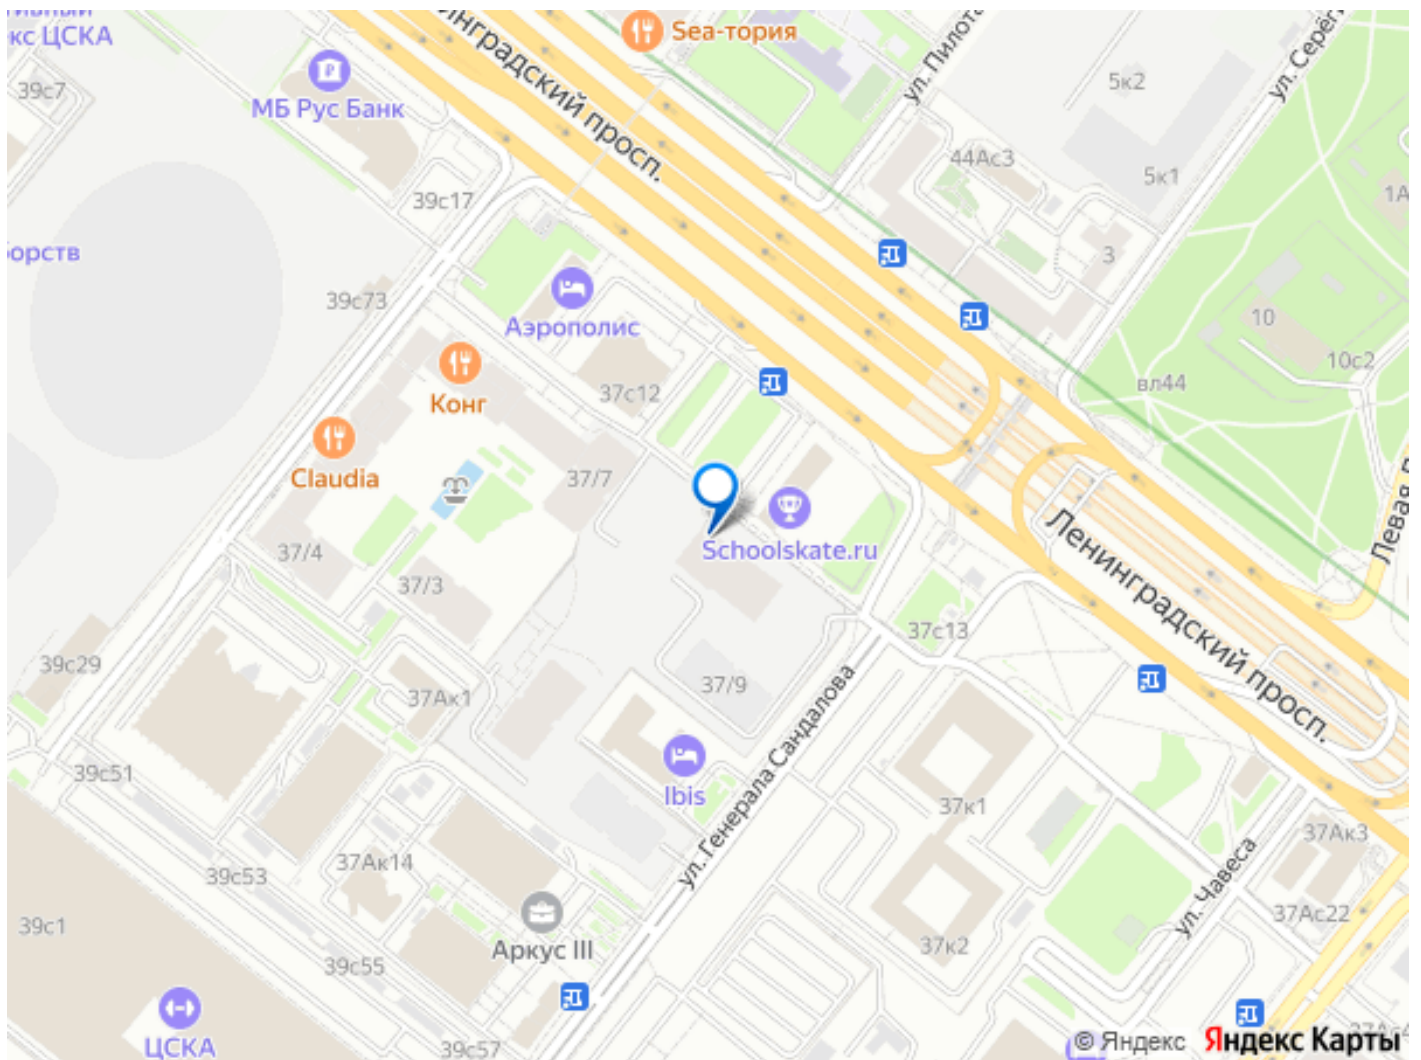 тивный
кс ЦСКА
39с7
МБ Рус Банк
Sea-тория
нградский просп.
ул. Пилота
ул. Серёг
5к2
44Ас3
5к1
1А
39с17
борств
3
39с73
Аэрополис
10
10с2
вл44
Конг
37с12
Claudia
37/7
Schoolskate.ru
Левая
Ленинградский просп.
37/4
37/3
37с13
39с29
37Ак1
37/9
ул. Генерала Сандалова
39с51
Ibis
37к1
37Ак3
37Ак14
39с53
ул. Чавеса
37Ас22
39с1
Аркус III
37к2
39с55
ЦСКА
39с57
© Яндекс Яндекс Карты